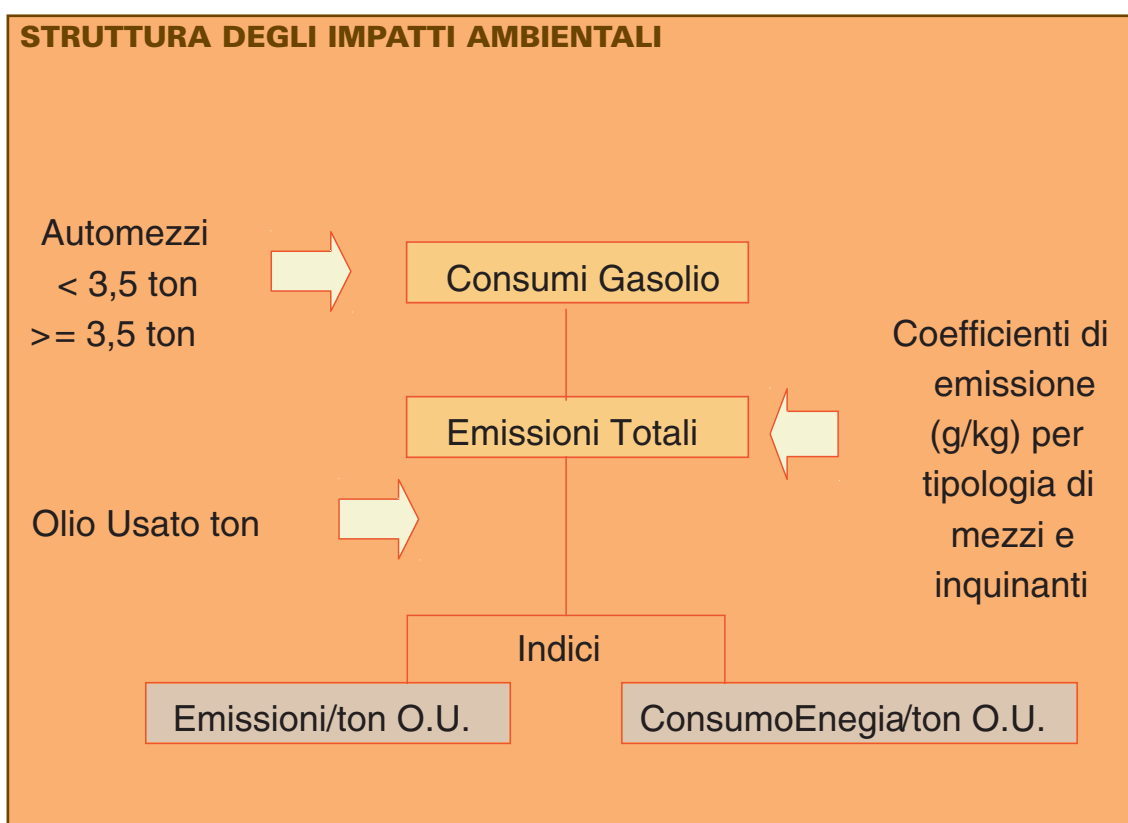 STRUTTURA DEGLI IMPATTI AMBIENTALI
Automezzi
< 3,5 ton
>= 3,5 ton
Consumi Gasolio
Emissioni Totali
Coefficienti di
emissione
(g/kg) per
tipologia di
mezzi e
inquinanti
Olio Usato ton
Indici
Emissioni/ton O.U.
ConsumoEnegia/ton O.U.